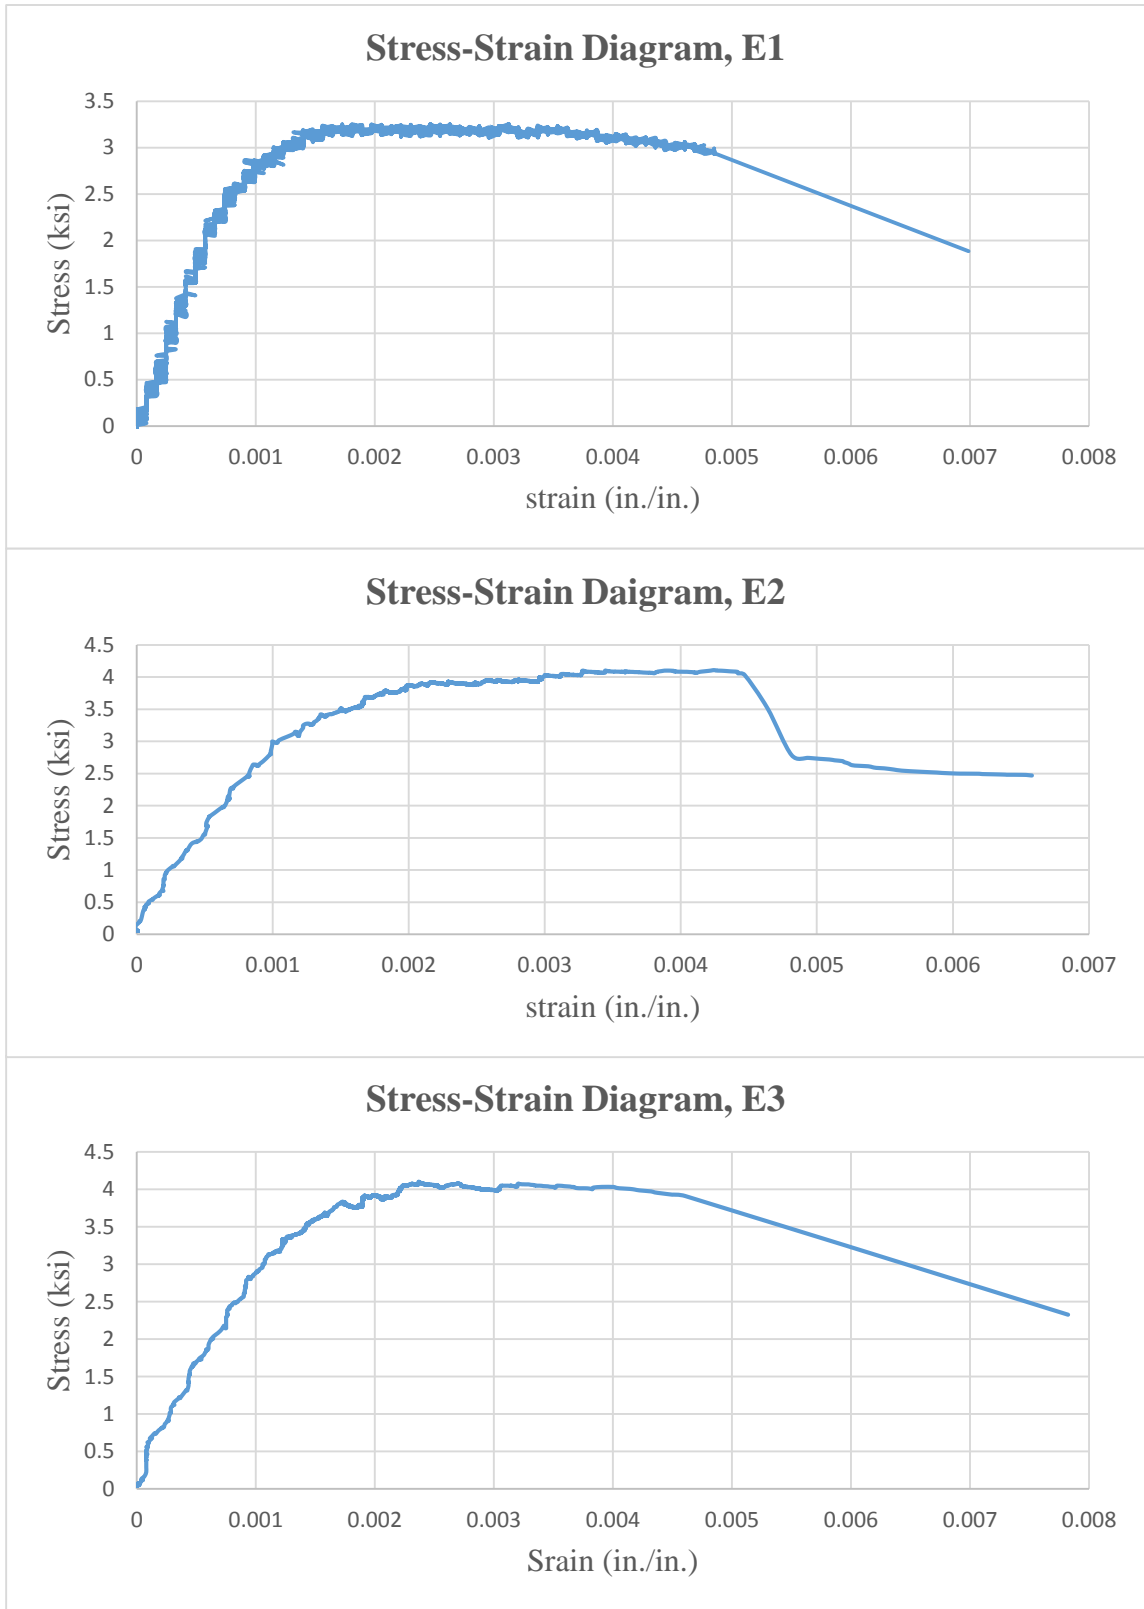 Stress-Strain Diagram, E1
Stress (ksi)
3.5
3
2.5
2
1.5
1
0.5
0
0 0.001 0.002 0.003 0.004 0.005 0.006 0.007 0.008
strain (in./in.)
Stress-Strain Daigram, E2
Stress (ksi)
4.5
4
3.5
3
2.5
2
1.5
1
0.5
0
0 0.001 0.002 0.003 0.004 0.005 0.006 0.007
strain (in./in.)
Stress-Strain Diagram, E3
Stress (ksi)
4.5
4
3.5
3
2.5
2
1.5
1
0.5
0
0 0.001 0.002 0.003 0.004 0.005 0.006 0.007 0.008
Srain (in./in.)